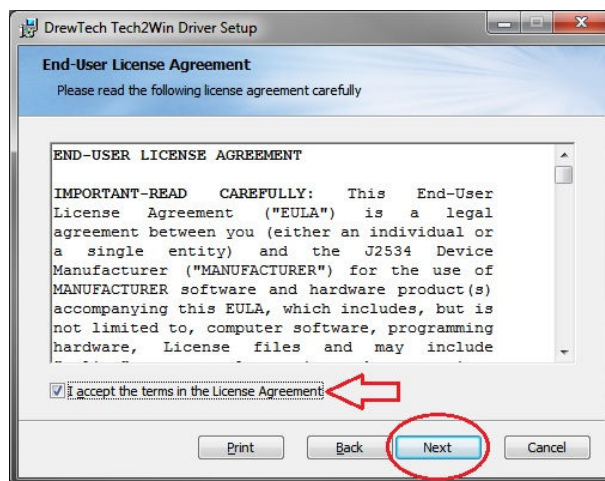 DrewTech Tech2Win Driver Setup
End-User License Agreement
Please read the following license agreement carefully
END-USER LICENSE AGREEMENT
IMPORTANT-READ CAREFULLY: This End-User
License Agreement ("EULA") is a legal
agreement between you (either an individual or
a single entity) and the J2534 Device
Manufacturer ("MANUFACTURER") for the use of
MANUFACTURER software and hardware product(s)
accompanying this EULA, which includes, but is
not limited to, computer software, programming
hardware, License files and may include
I accept the terms in the License Agreement
Print Back Next Cancel